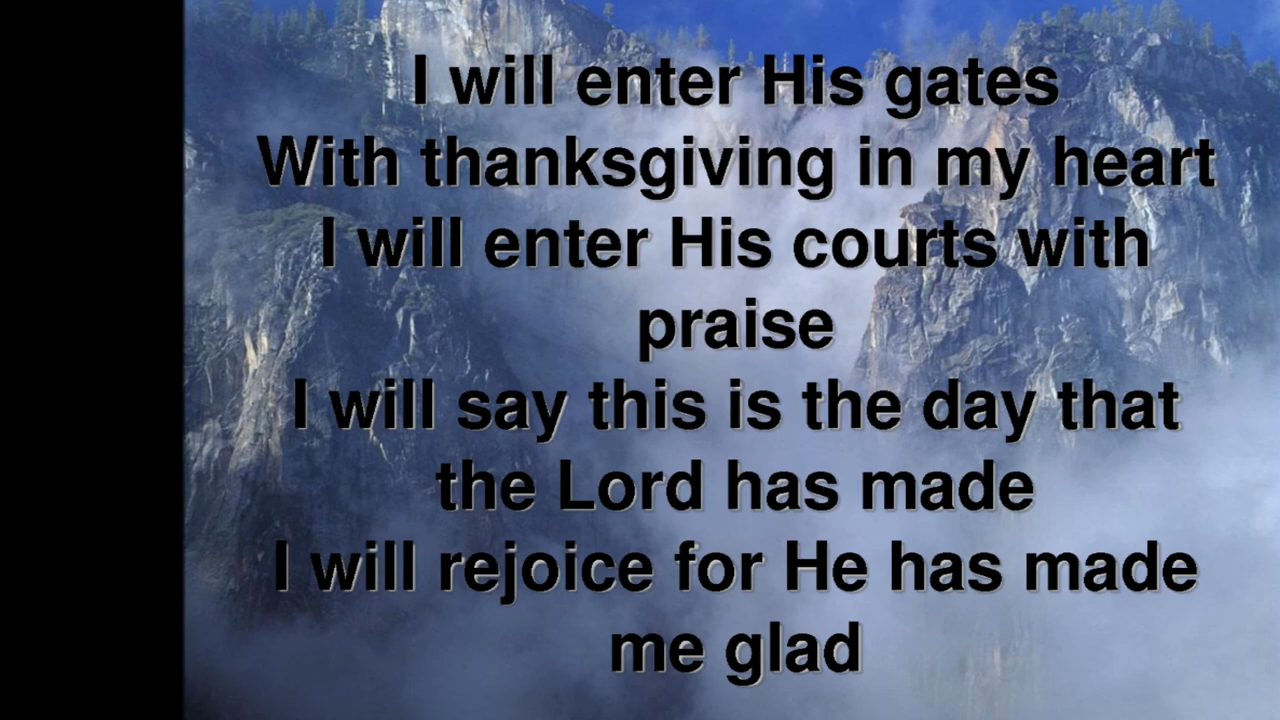 I will enter His gates
With thanksgiving in my heart
I will enter His courts with
praise
I will say this is the day that
the Lord has made
I will rejoice for He has made
me glad